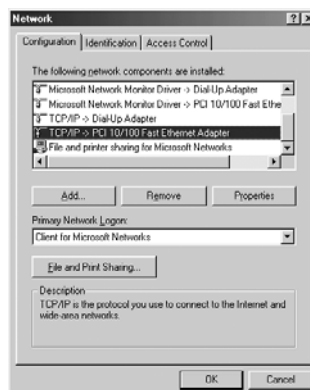 Network
Configuration Identification Access Control
The following network components are installed:
Microsoft Network Monitor Driver -> Dial-Up Adapter
Microsoft Network Monitor Driver -> PCI 10/100 Fast Ethe
TCP/IP -> Dial-Up Adapter
TCP/IP -> PCI 10/100 Fast Ethernet Adapter
File and printer sharing for Microsoft Networks
Add...
Remove
Properties
Primary Network Logon:
Client for Microsoft Networks
File and Print Sharing...
Description
TCP/IP is the protocol you use to connect to the Internet and
wide-area networks.
OK
Cancel